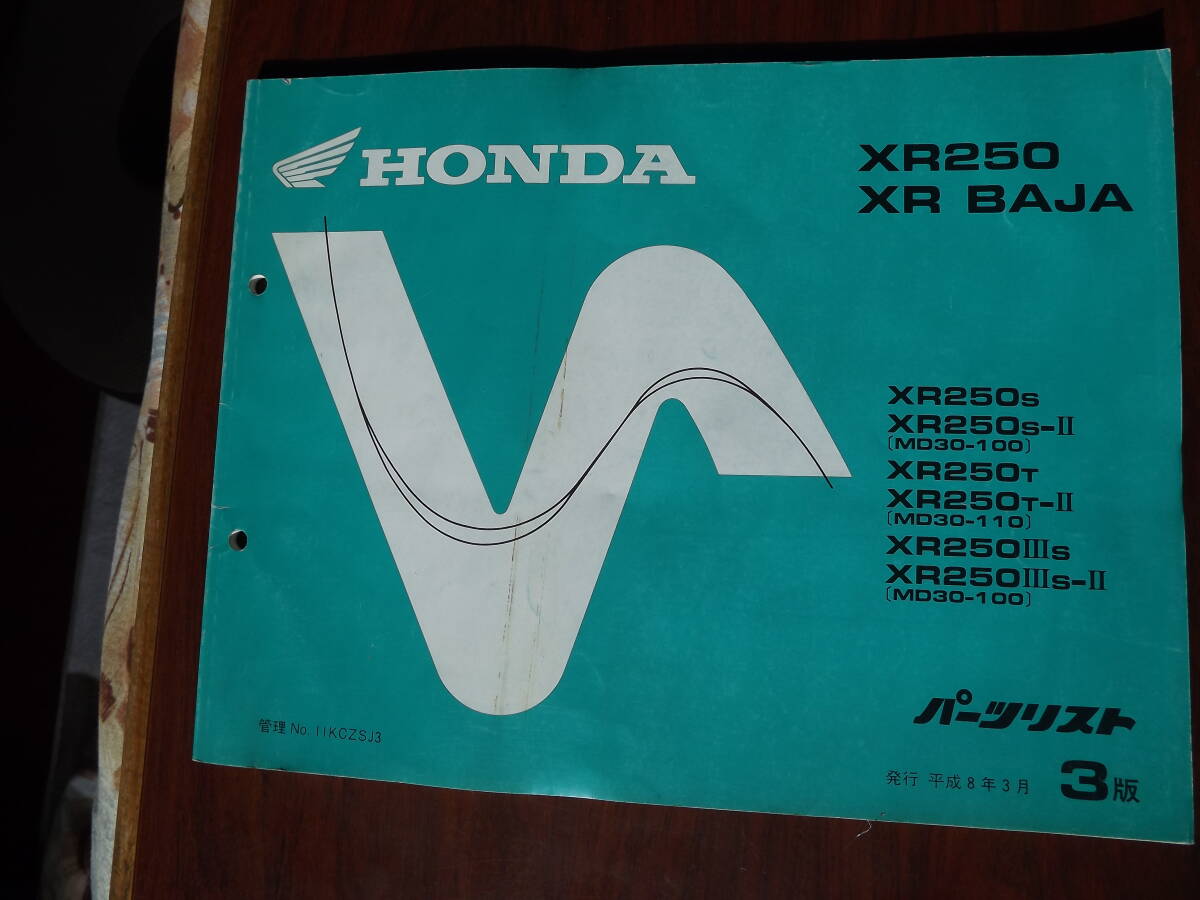 HONDA
XR250
XR BAJA
XR250S
XR250S-II
〔MD30-100〕
XR250T
XR250T-II
〔MD30-110〕
XR250IIIS
XR250IIIS-II
〔MD30-100〕
パーツリスト
管理 No. 11KCZSJ3
発行 平成8年3月 3版